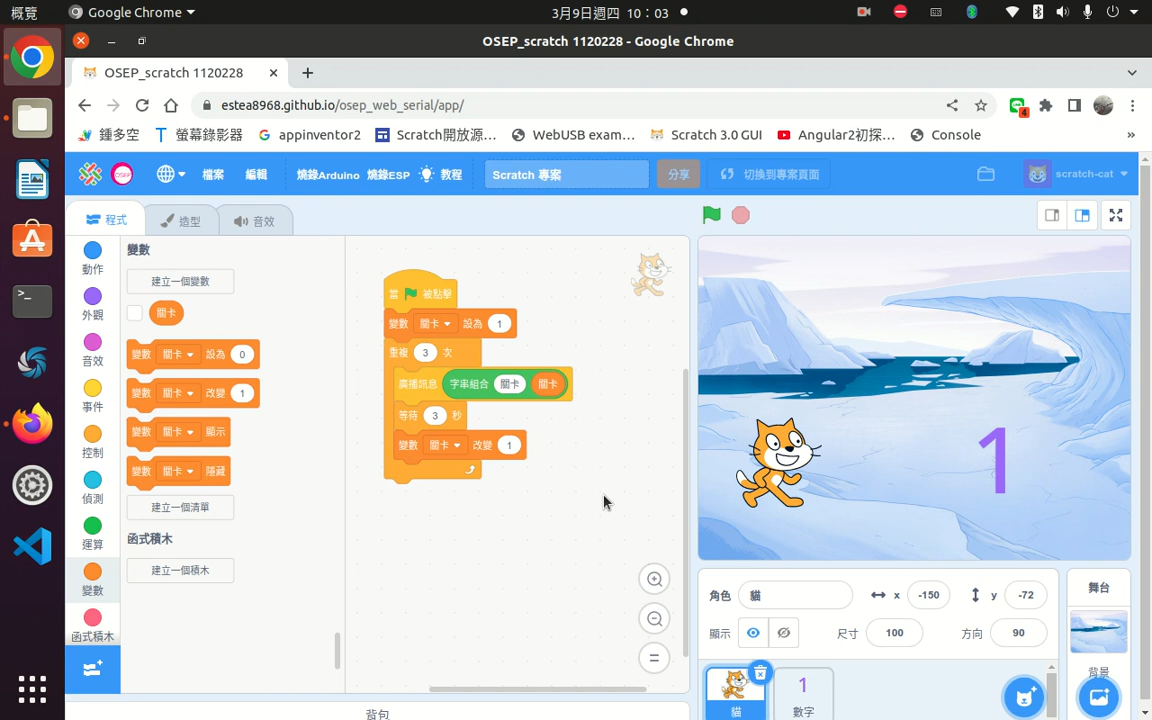 概覽 Google Chrome 3月9日週四 10：03
OSEP_scratch 1120228 - Google Chrome
OSEP_scratch 1120228
estea8968.github.io/osep_web_serial/app/
4
鍾多空 螢幕錄影器 appinventor2 Scratch開放源... WebUSB exam... Scratch 3.0 GUI Angular2初探... Console »
OSEP 檔案 編輯 燒錄Arduino 燒錄ESP 教程 Scratch 專案 分享 切換到專案頁面 scratch-cat
程式 造型 音效
動作
外觀
音效
事件
控制
偵測
運算
變數
函式積木
變數
建立一個變數
關卡
變數 關卡 設為 0
變數 關卡 改變 1
變數 關卡 顯示
變數 關卡 隱藏
建立一個清單
函式積木
建立一個積木
當 被點擊
變數 關卡 設為 1
重複 3 次
廣播訊息 字串組合 關卡 關卡
等待 3 秒
變數 關卡 改變 1
背包
1
角色 貓 x -150 y -72
顯示 尺寸 100 方向 90
貓
1
數字
舞台
背景